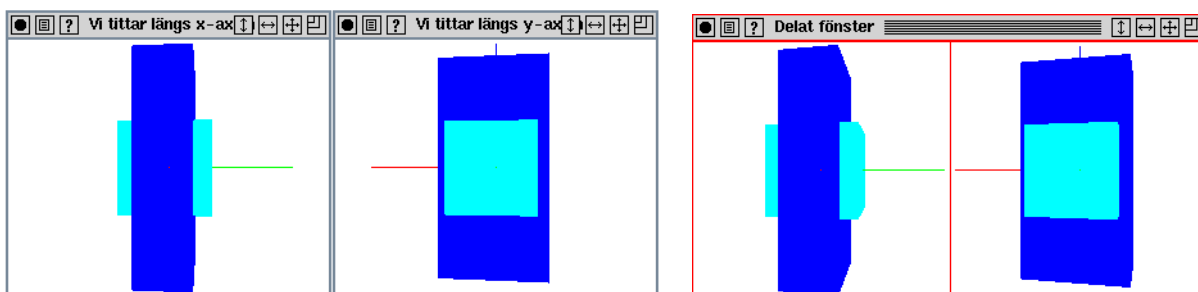 ? Vi tittar längs x-ax
? Vi tittar längs y-ax
? Delat fönster